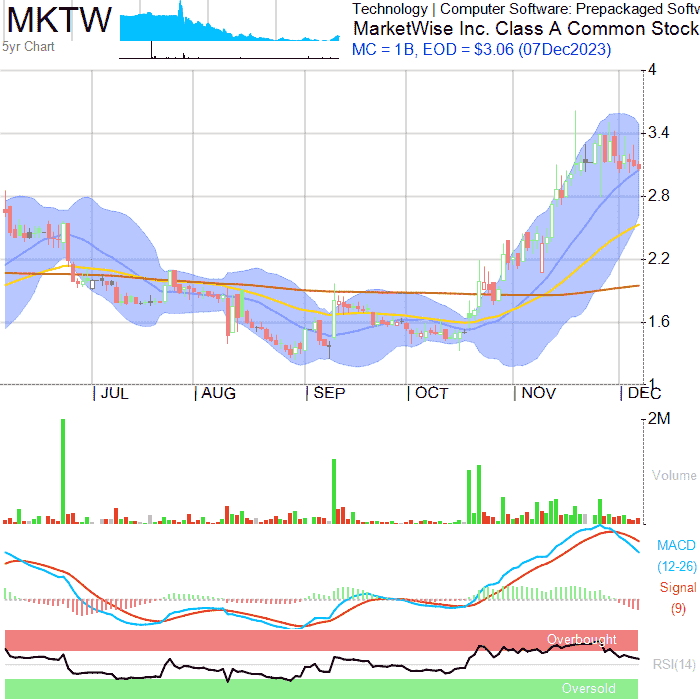 MKTW
5yr Chart
Technology | Computer Software: Prepackaged Softw
MarketWise Inc. Class A Common Stock
MC = 1B, EOD = $3.06 (07Dec2023)
4
3.4
2.8
2.2
1.6
1
JUL AUG SEP OCT NOV DEC
2M
Volume
MACD
(12-26)
Signal
(9)
Overbought
RSI(14)
Oversold